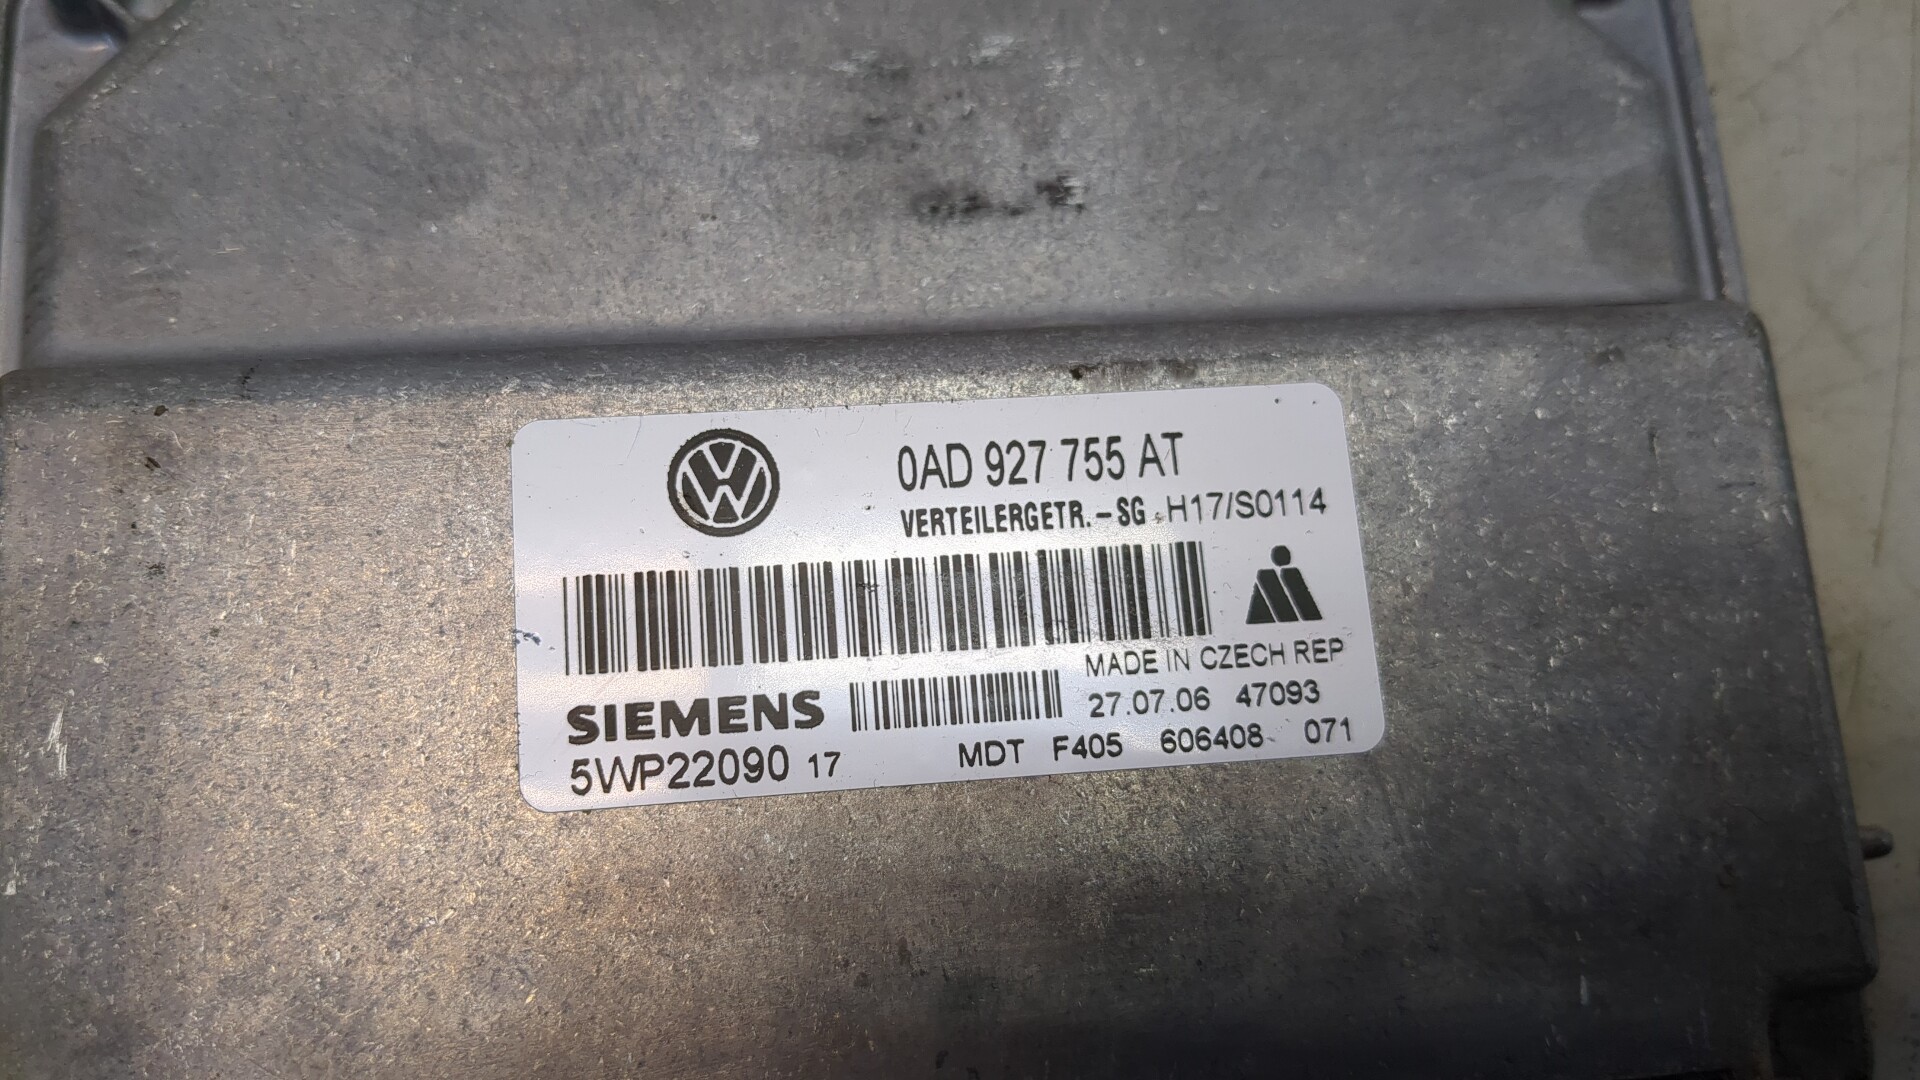 0AD 927 755 AT
VERTEILERGETR.-SG H17/S0114
MADE IN CZECH REP
SIEMENS 27.07.06 47093
5WP22090 17 MDT F405 606408 071